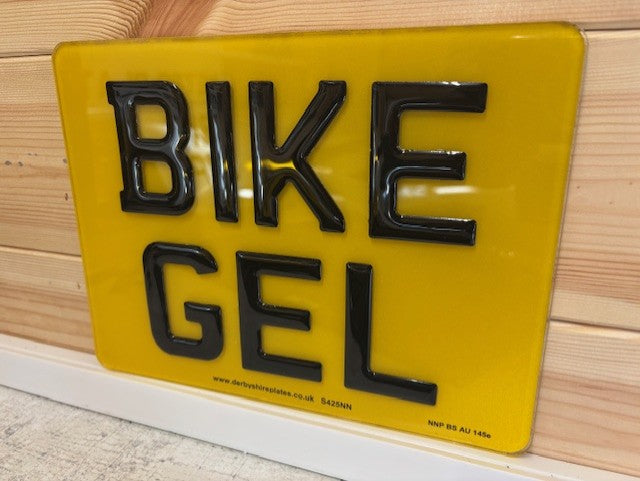 BIKE
GEL
www.derbyshireplates.co.uk S425NN
NNP BS AU 145e